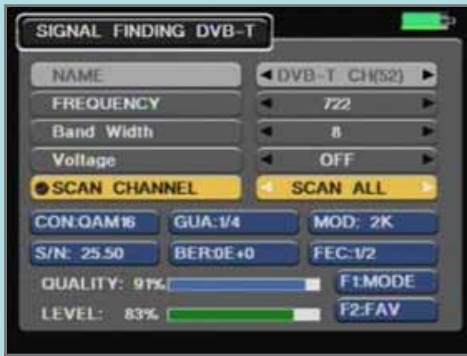 SIGNAL FINDING DVB-T
NAME DVB-T CH(52)
FREQUENCY 722
Band Width 8
Voltage OFF
SCAN CHANNEL SCAN ALL
CON:QAM16 GUA:1/4 MOD: 2K
S/N: 25.50 BER:0E+0 FEC:1/2
QUALITY: 91% F1:MODE
LEVEL: 83% F2:FAV